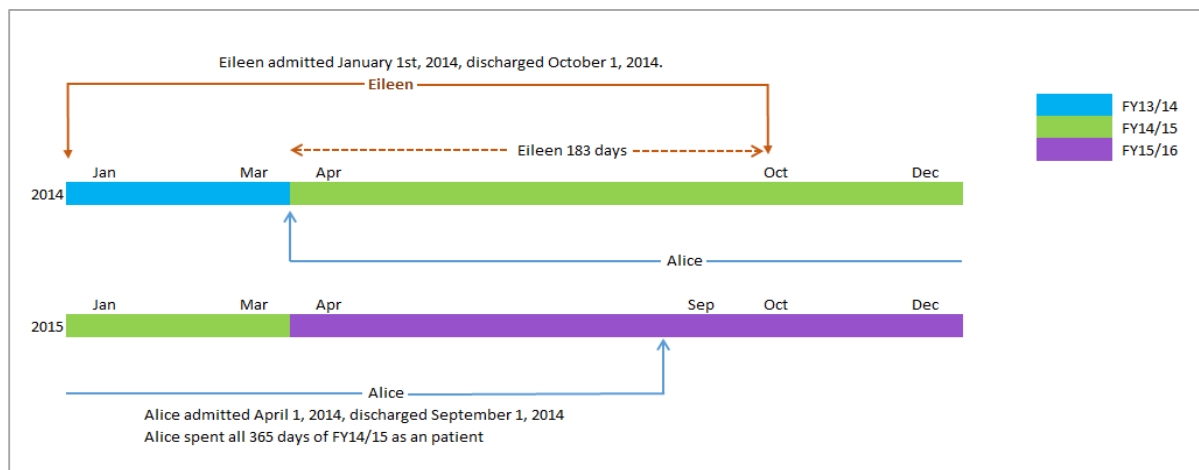 Eileen admitted January 1st, 2014, discharged October 1, 2014.
Eileen
FY13/14
FY14/15
FY15/16
Eileen 183 days
Jan Mar Apr Oct Dec
2014
Alice
Jan Mar Apr Sep Oct Dec
2015
Alice
Alice admitted April 1, 2014, discharged September 1, 2014
Alice spent all 365 days of FY14/15 as an patient